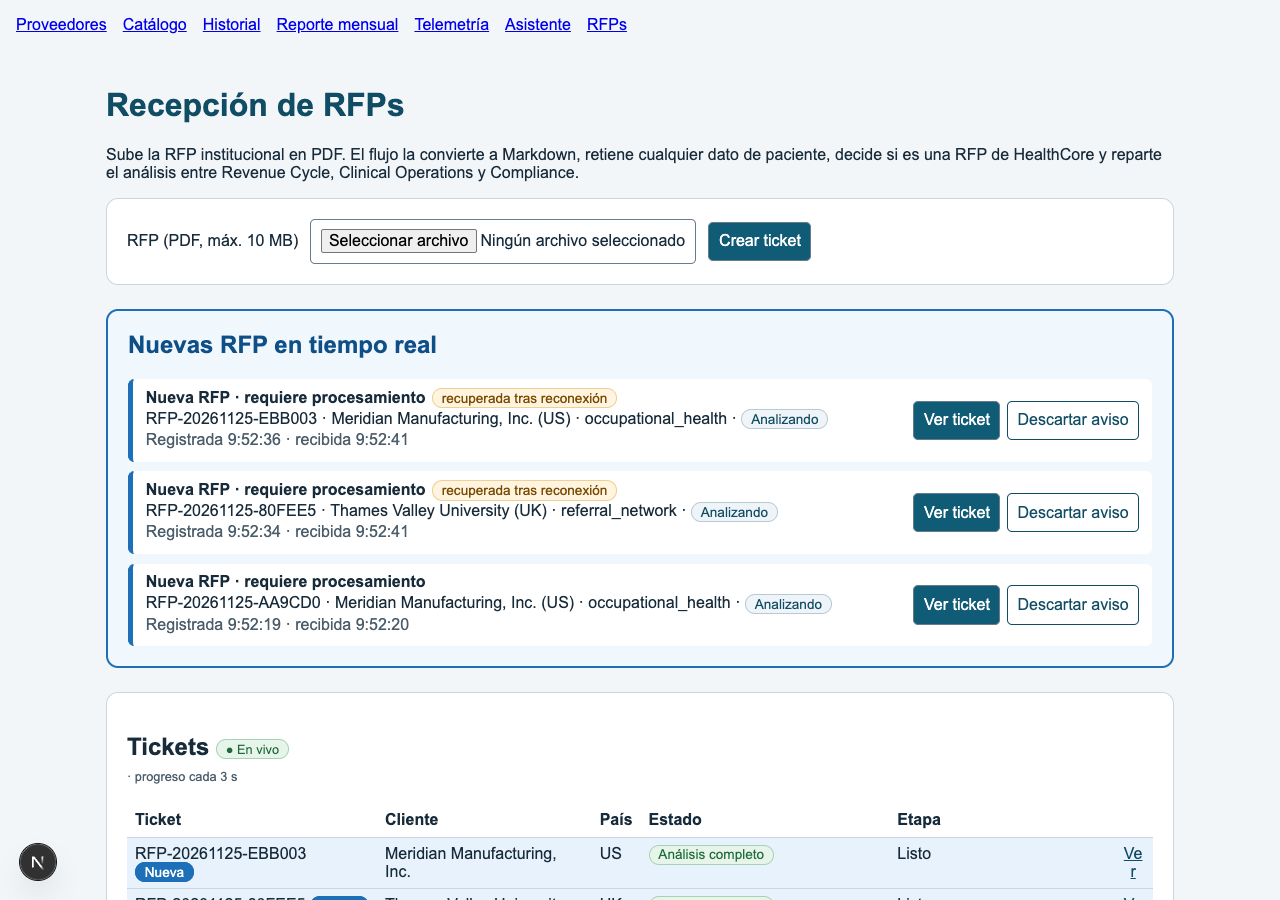 Proveedores Catálogo Historial Reporte mensual Telemetría Asistente RFPs
Recepción de RFPs
Sube la RFP institucional en PDF. El flujo la convierte a Markdown, retiene cualquier dato de paciente, decide si es una RFP de HealthCore y reparte
el análisis entre Revenue Cycle, Clinical Operations y Compliance.
RFP (PDF, máx. 10 MB) Seleccionar archivo Ningún archivo seleccionado Crear ticket
Nuevas RFP en tiempo real
Nueva RFP · requiere procesamiento recuperada tras reconexión
RFP-20261125-EBB003 · Meridian Manufacturing, Inc. (US) · occupational_health · Analizando
Registrada 9:52:36 · recibida 9:52:41
Ver ticket Descartar aviso
Nueva RFP · requiere procesamiento recuperada tras reconexión
RFP-20261125-80FEE5 · Thames Valley University (UK) · referral_network · Analizando
Registrada 9:52:34 · recibida 9:52:41
Ver ticket Descartar aviso
Nueva RFP · requiere procesamiento
RFP-20261125-AA9CD0 · Meridian Manufacturing, Inc. (US) · occupational_health · Analizando
Registrada 9:52:19 · recibida 9:52:20
Ver ticket Descartar aviso
Tickets ● En vivo
· progreso cada 3 s
Ticket Cliente País Estado Etapa
RFP-20261125-EBB003 Meridian Manufacturing, US Análisis completo Listo Ve
Nueva Inc. r
N